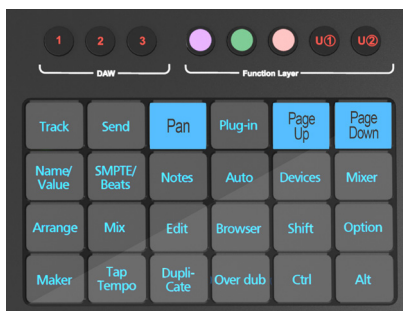 1 2 3 U① U②
DAW Function Layer
Track Send Pan Plug-in Page Up Page Down
Name/ Value SMPTE/ Beats Notes Auto Devices Mixer
Arrange Mix Edit Browser Shift Option
Maker Tap Tempo Dupli- Cate Over dub Ctrl Alt